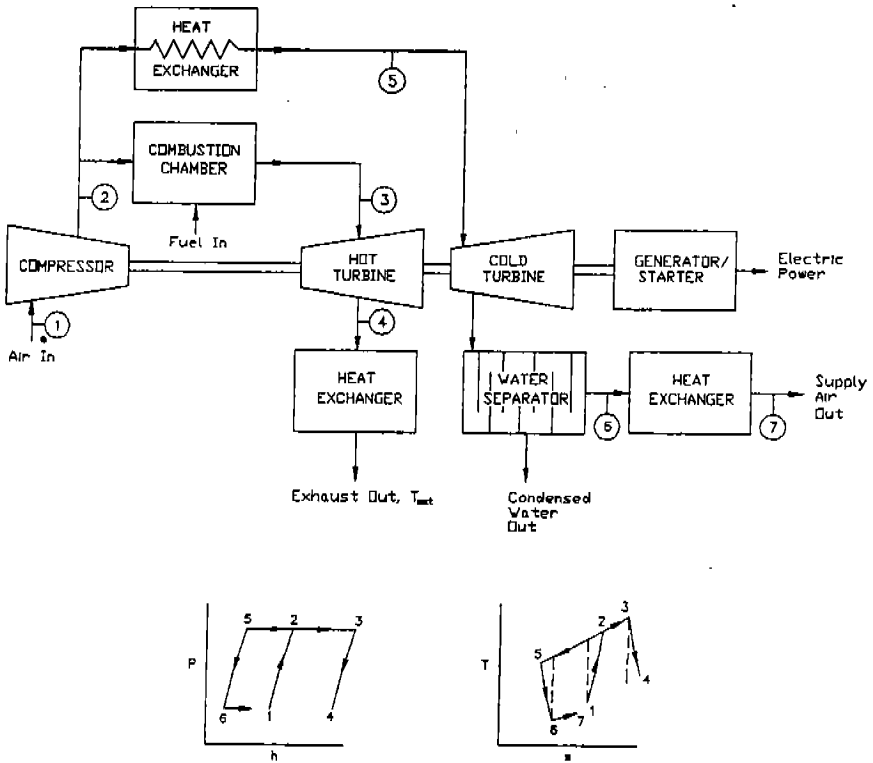 HEAT
EXCHANGER
5
COMBUSTION
CHAMBER
2
3
Fuel In
COMPRESSOR
HOT
TURBINE
COLD
TURBINE
GENERATOR/
STARTER
Electric
Power
1
Air In
4
HEAT
EXCHANGER
WATER
SEPARATOR
6
HEAT
EXCHANGER
7
Supply
Air
Out
Exhaust Out,
Condensed
Water
Out
P
5
2
3
6
1
4
h
T
5
2
3
6
7
1
4
s